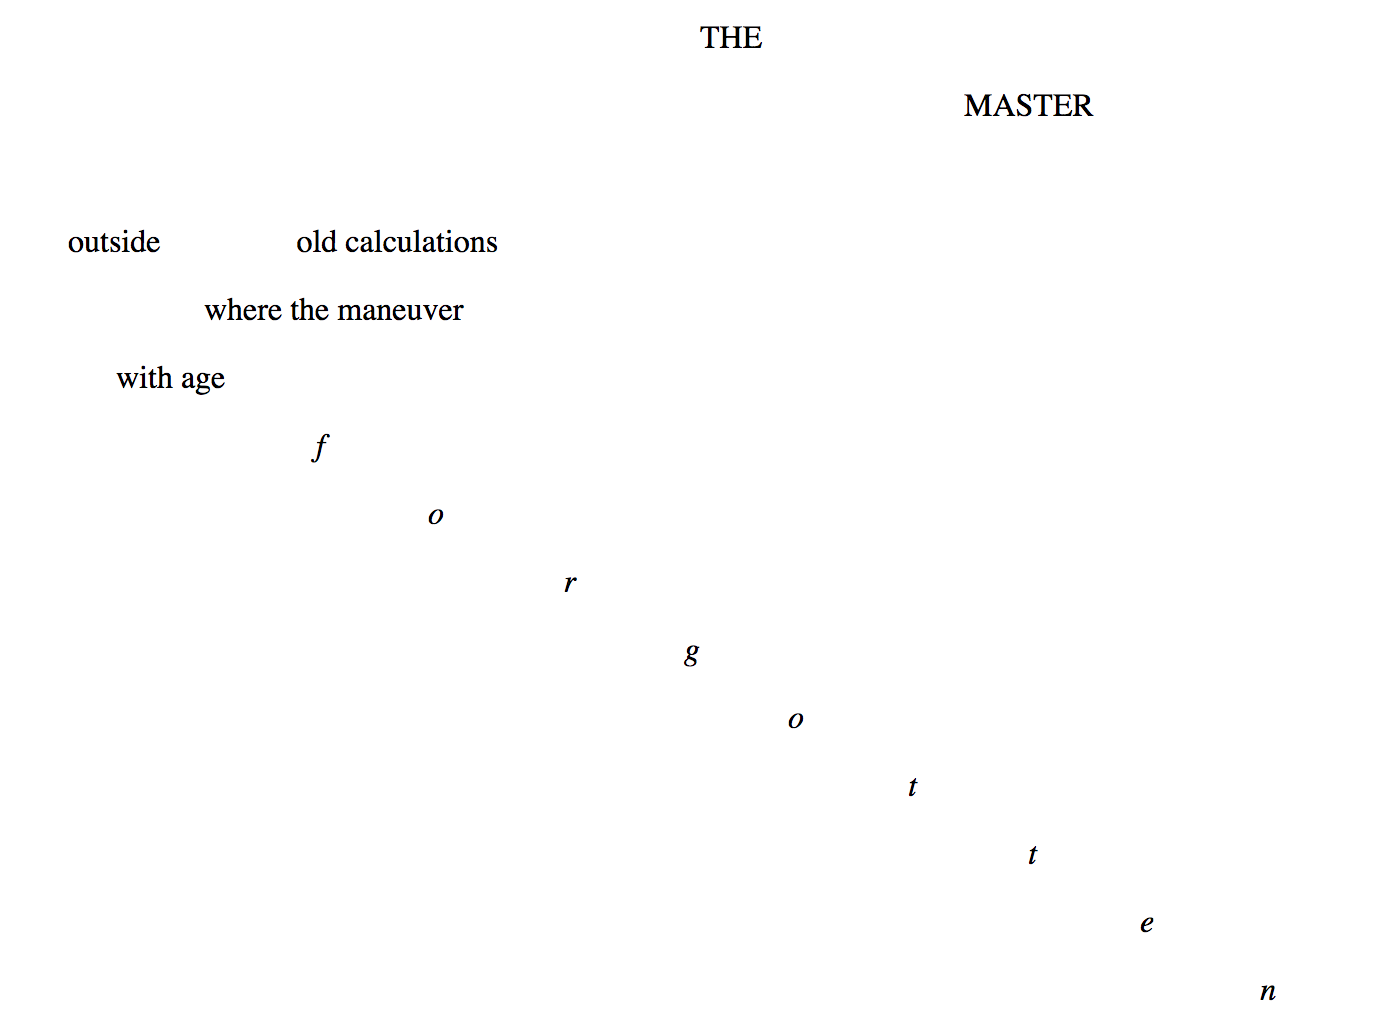 THE
MASTER
outside old calculations
where the maneuver
with age
f
o
r
g
o
t
t
e
n